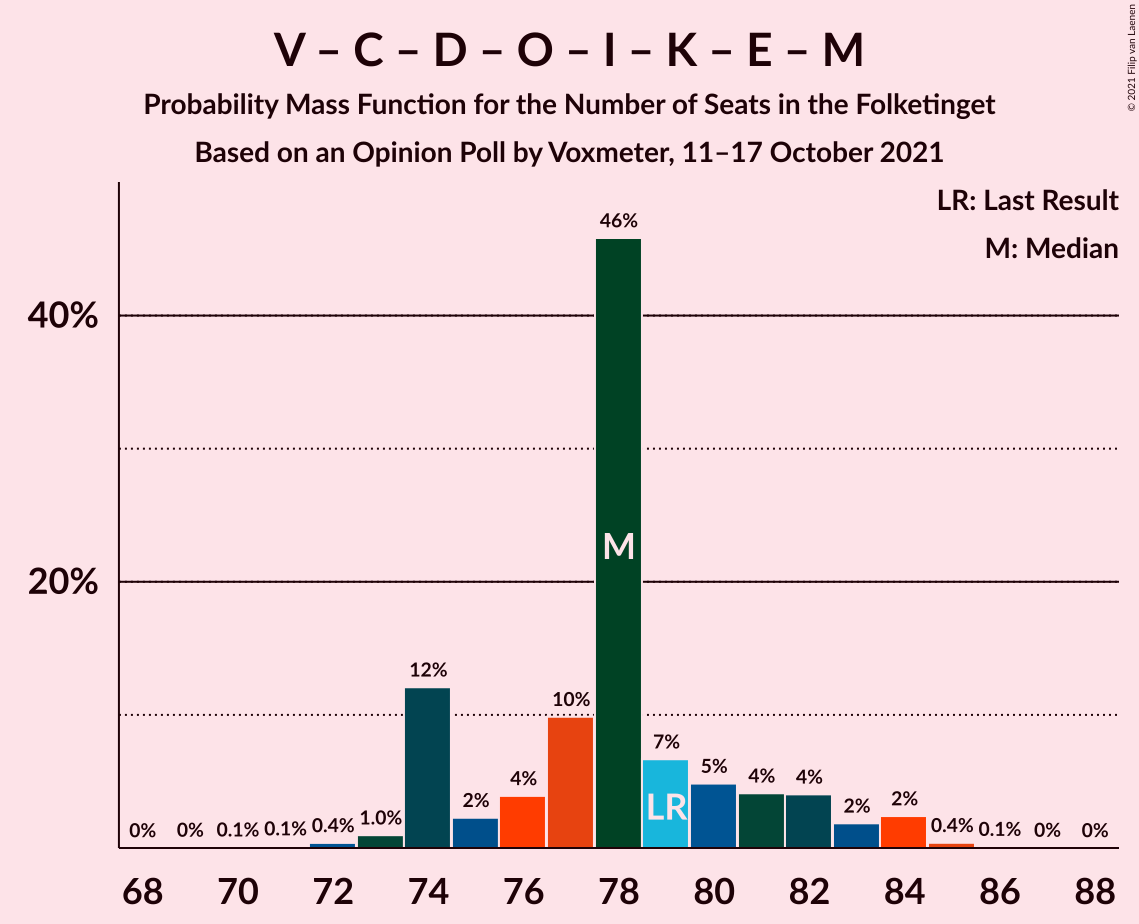 V – C – D – O – I – K – E – M
Probability Mass Function for the Number of Seats in the Folketinget
Based on an Opinion Poll by Voxmeter, 11–17 October 2021
© 2021 Filip van Laenen
LR: Last Result
M: Median
46%
40%
M
20%
12%
10%
7%
5%
4%
4%
4%
2%
2%
2%
LR
0% 0% 0.1% 0.1% 0.4% 1.0% 0.4% 0.1% 0% 0%
68 70 72 74 76 78 80 82 84 86 88